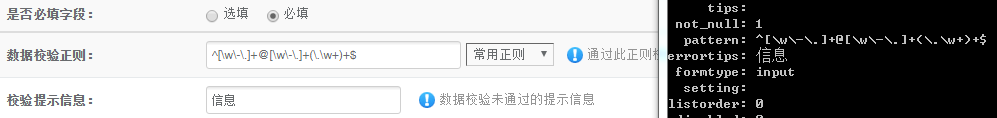 是否必填字段： 选填 必填
数据校验正则： ^[\w\-\.]+@[\w\-\.]+(\.\w+)+$ 常用正则 通过此正则
校验提示信息： 信息 数据校验未通过的提示信息
tips:
not_null: 1
pattern: ^[\w\-\.]+@[\w\-\.]+(\.\w+)+$
errortips: 信息
formtype: input
setting:
listorder: 0